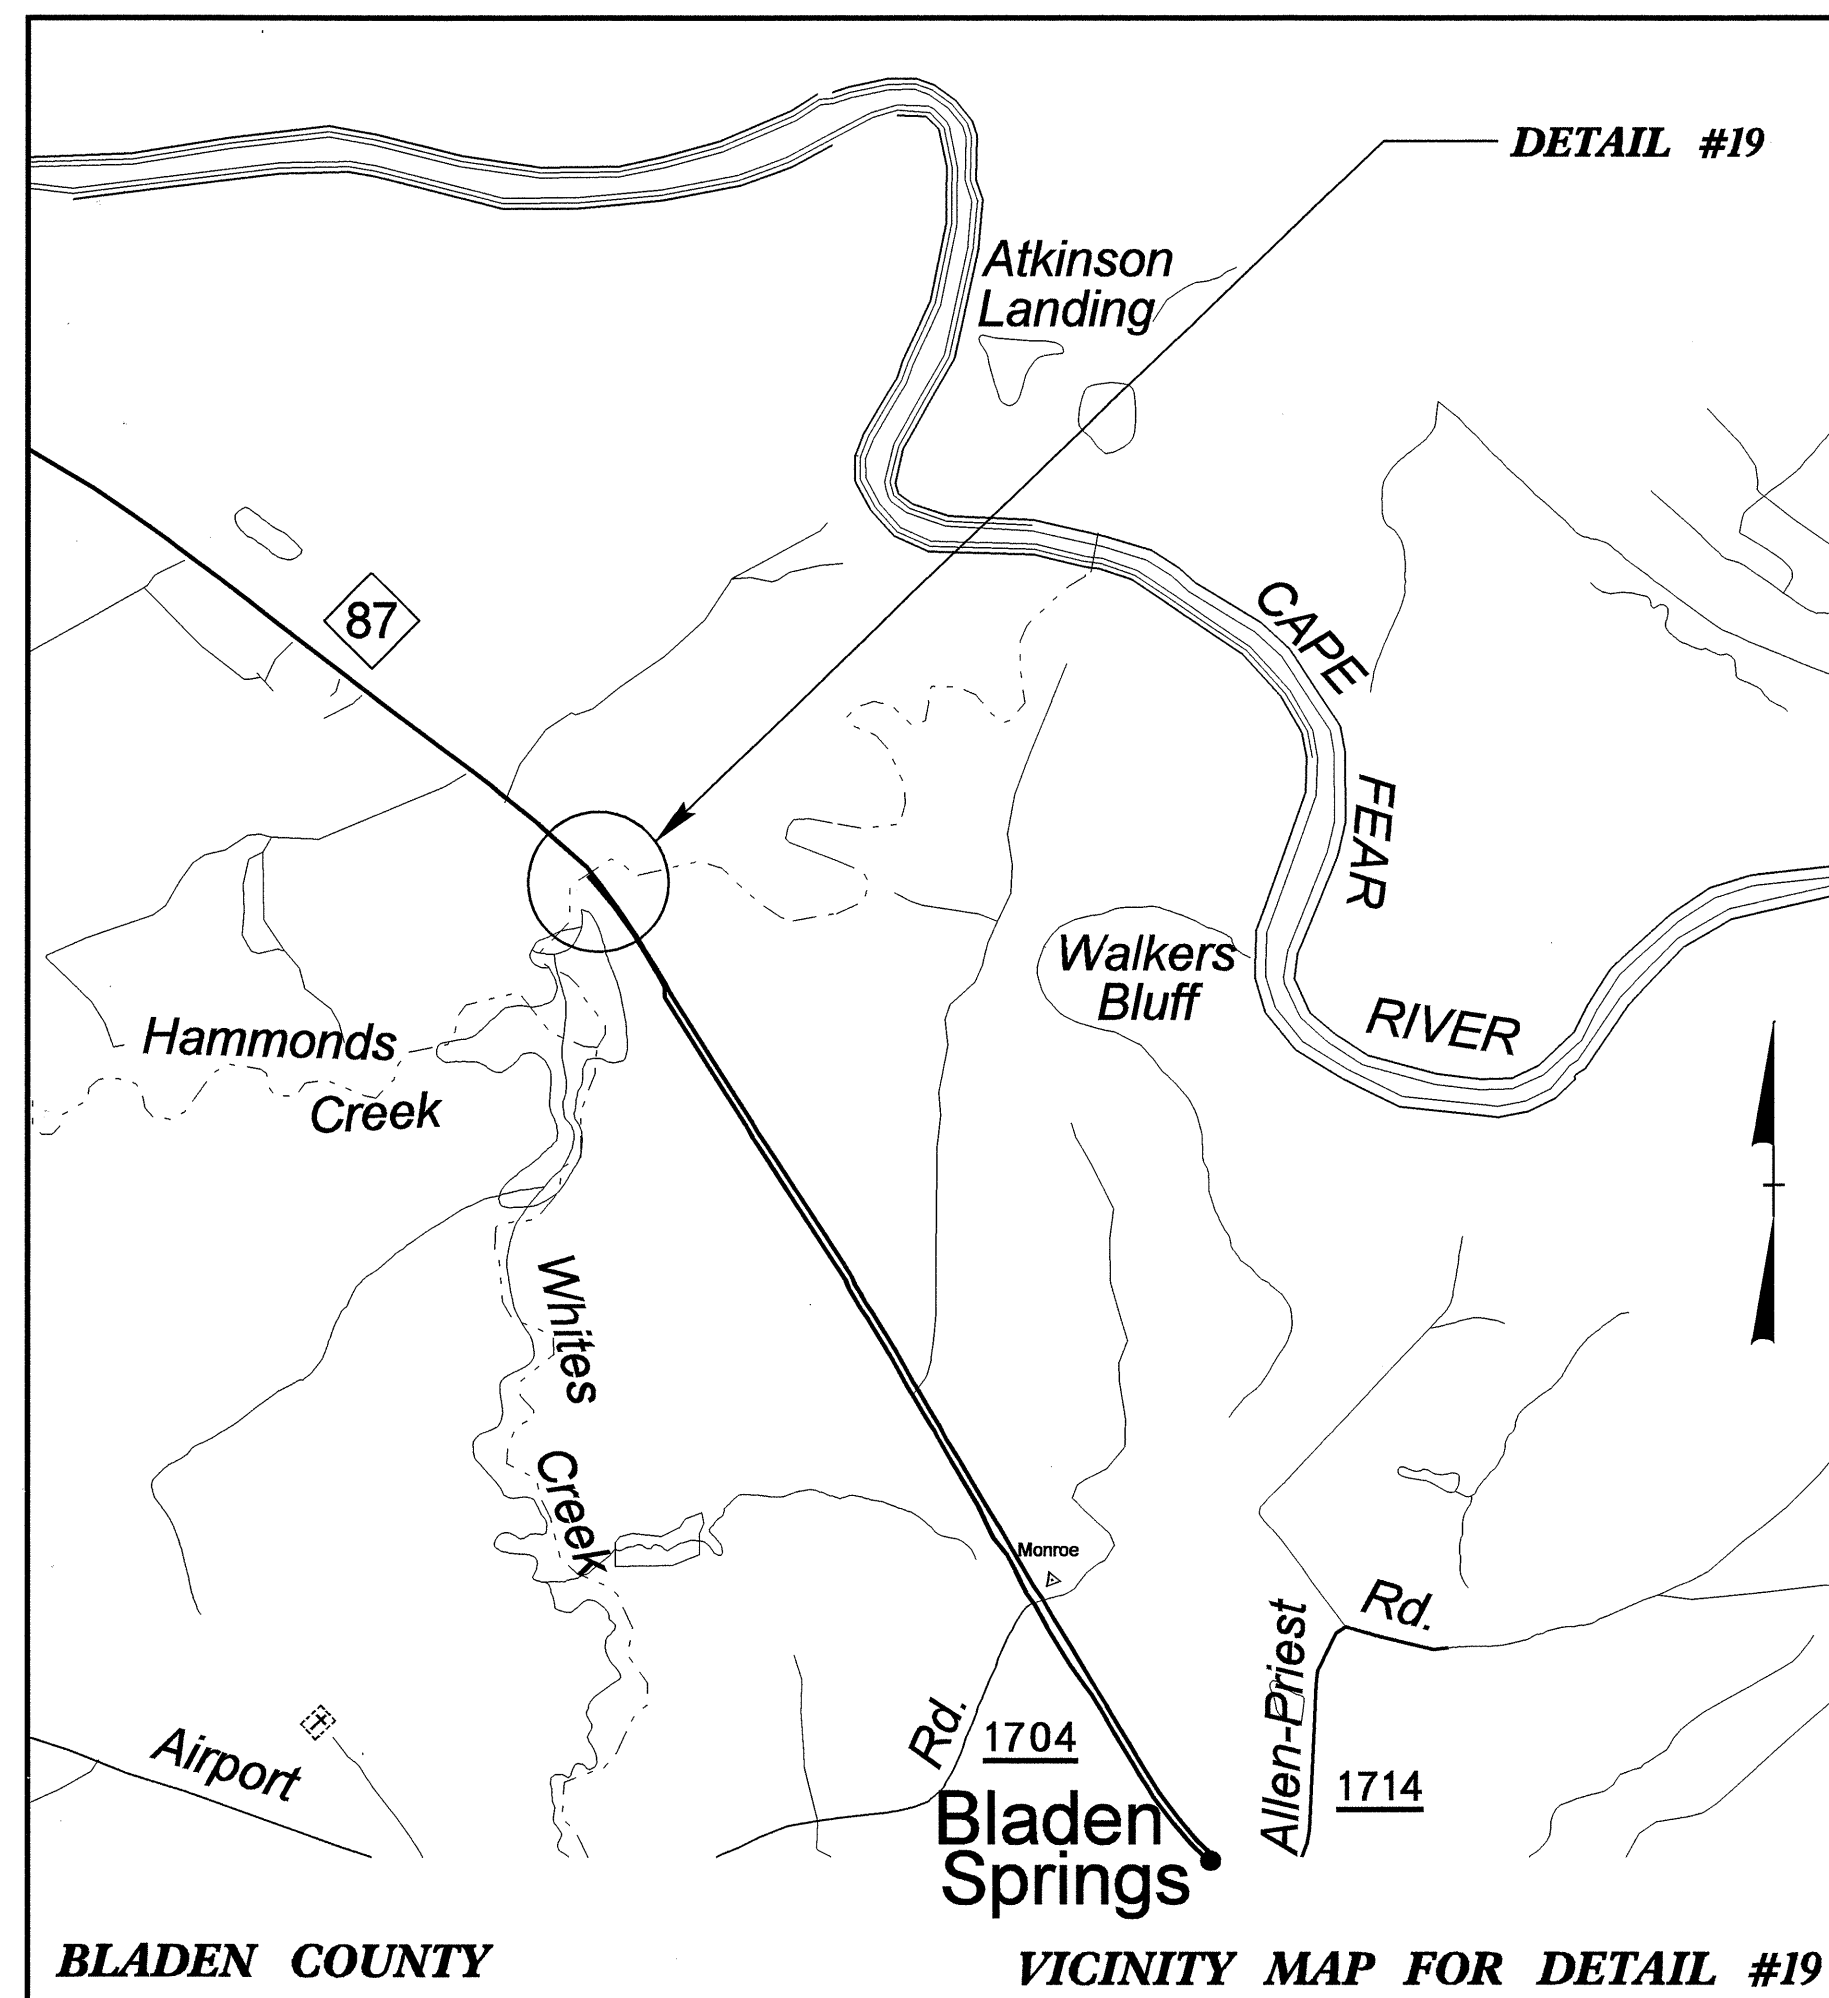 DETAIL #19
Atkinson
Landing
87
CAPE
FEAR
RIVER
Walkers
Bluff
Hammonds
Creek
Whites
Creek
Monroe
Rd.
Allen-Priest
1714
Rd.
1704
Airport
Bladen
Springs
BLADEN COUNTY
VICINITY MAP FOR DETAIL #19